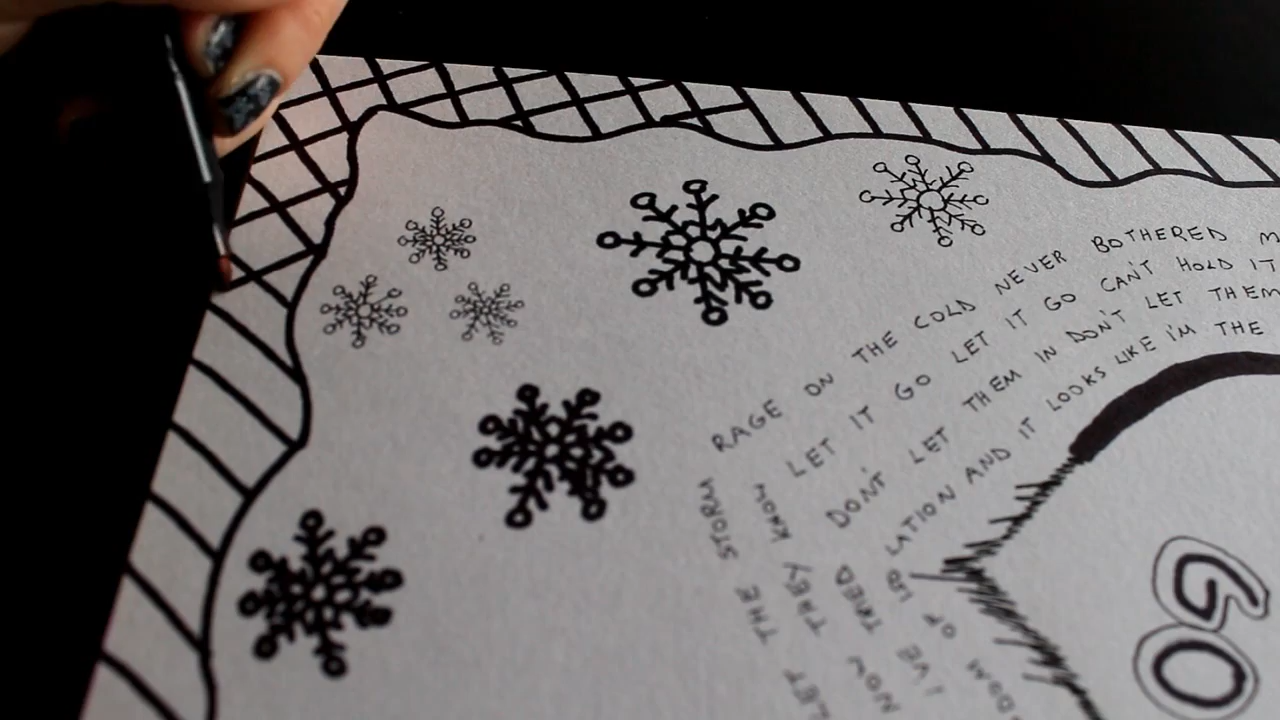 LET THE STORM RAGE ON THE COLD NEVER BOTHERED
NOW THEY KNOW LET IT GO LET IT GO CAN'T HOLD IT
I'VE TRIED DON'T LET THEM IN DON'T LET THEM
OF ISOLATION AND IT LOOKS LIKE I'M THE
GO